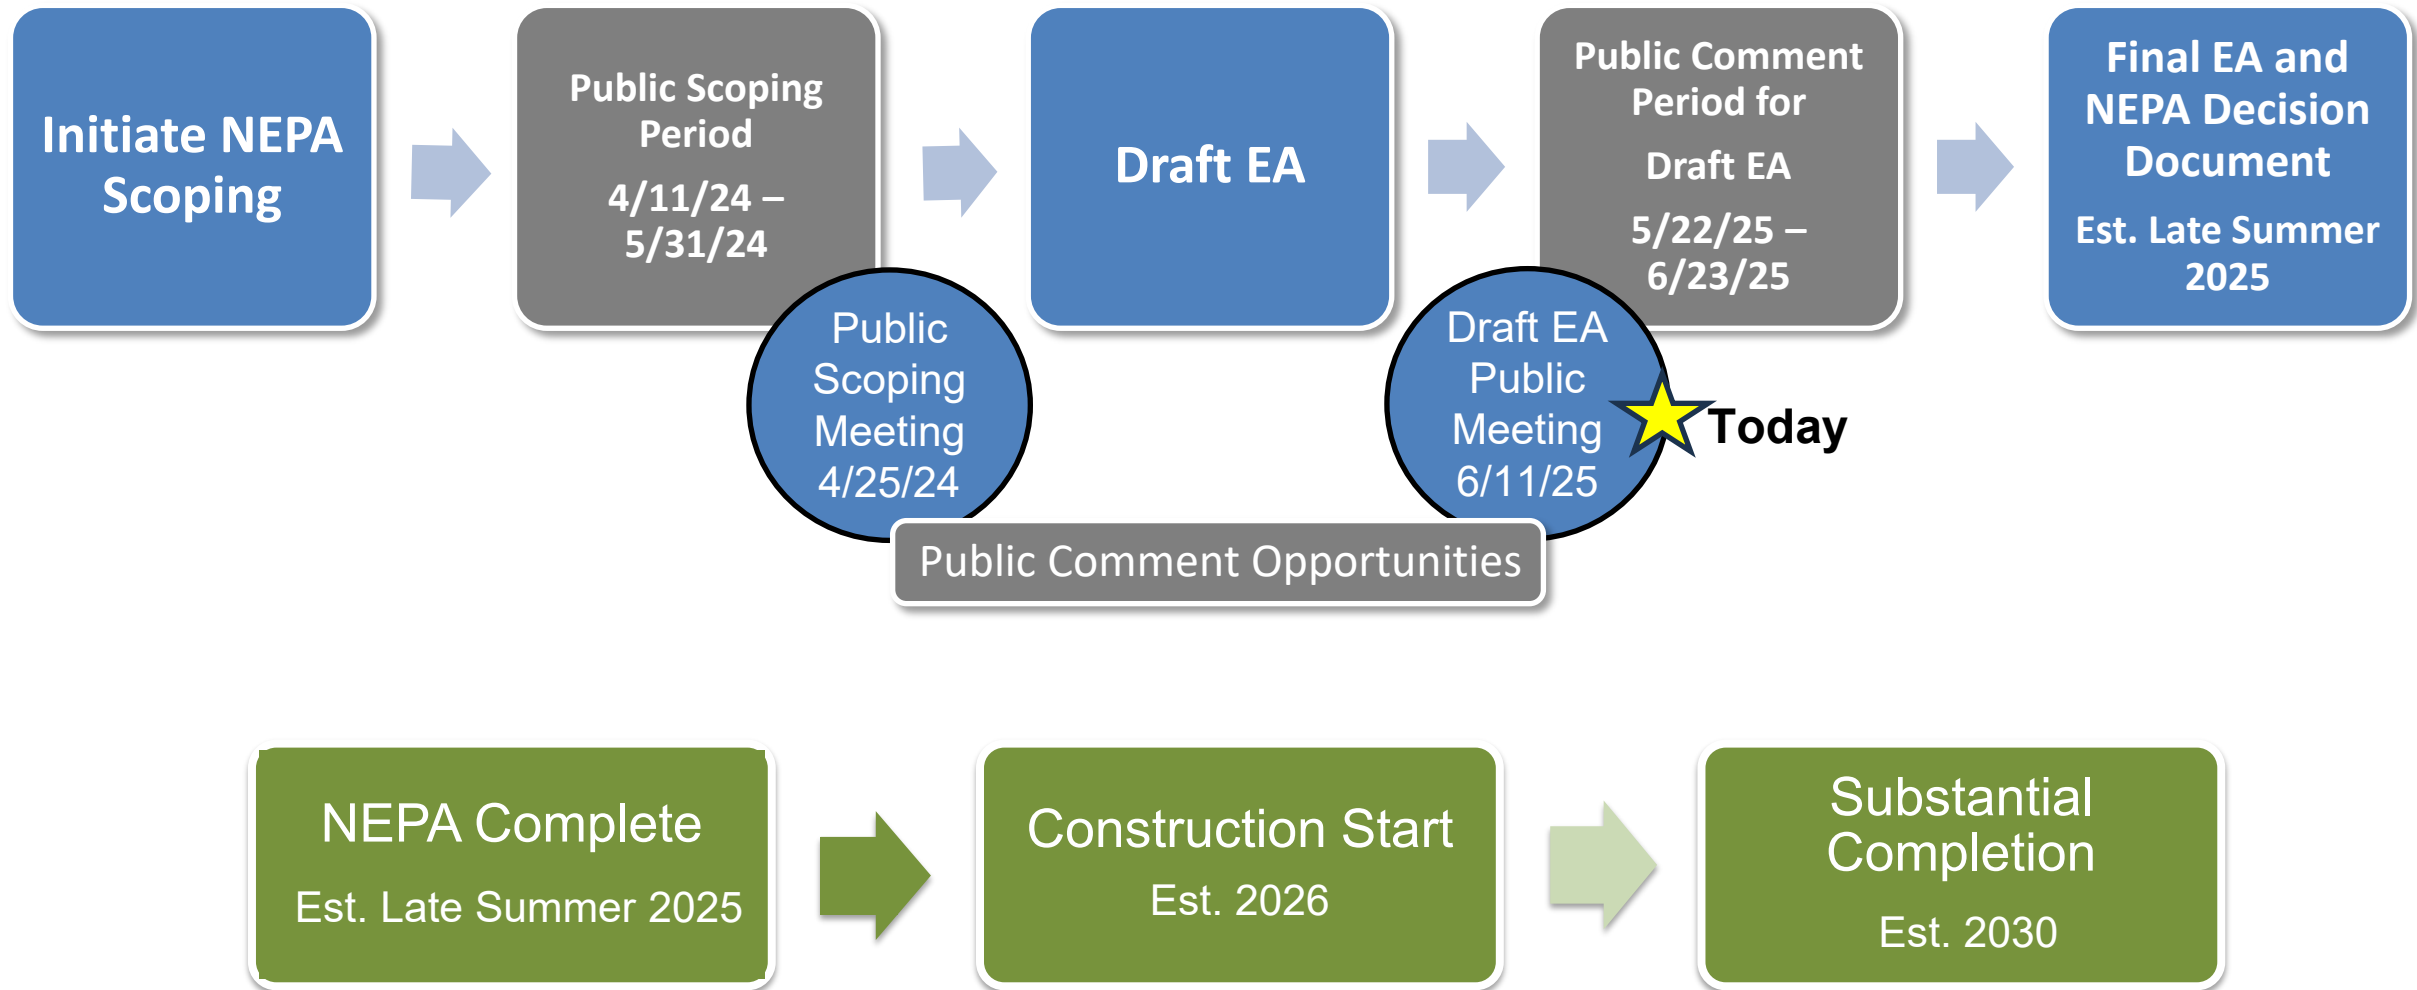 Initiate NEPA
Scoping
Public Scoping
Period
4/11/24 –
5/31/24
Public
Scoping
Meeting
4/25/24
Draft EA
Public Comment
Period for
Draft EA
5/22/25 –
6/23/25
Draft EA
Public
Meeting
6/11/25
Today
Final EA and
NEPA Decision
Document
Est. Late Summer
2025
Public Comment Opportunities
NEPA Complete
Est. Late Summer 2025
Construction Start
Est. 2026
Substantial
Completion
Est. 2030